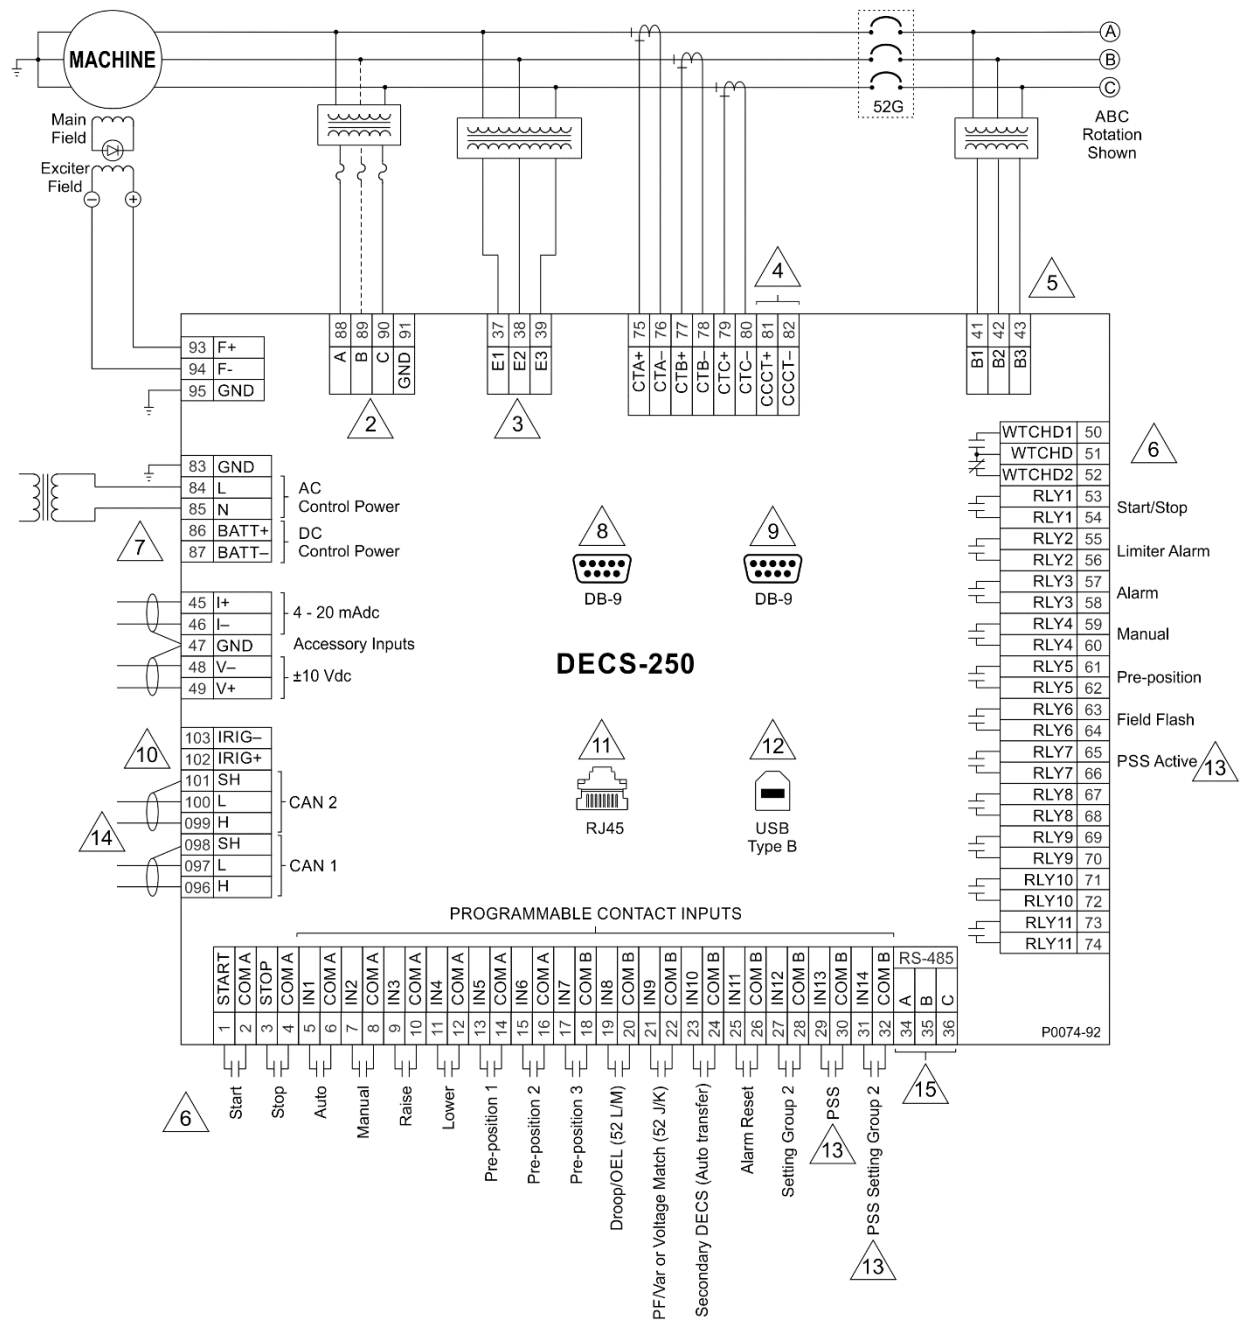 MACHINE
A
B
C
52G
ABC
Rotation
Shown
Main
Field
Exciter
Field
−
+
4
5
93 F+
94 F-
95 GND
88 A
89 B
90 C
91 GND
2
37 E1
38 E2
39 E3
3
75 CTA+
76 CTA–
77 CTB+
78 CTB–
79 CTC+
80 CTC–
81 CCCT+
82 CCCT–
41 B1
42 B2
43 B3
83 GND
84 L
85 N
AC
Control Power
86 BATT+
87 BATT–
DC
Control Power
7
45 I+
46 I–
4 - 20 mAdc
47 GND
Accessory Inputs
48 V–
49 V+
±10 Vdc
103 IRIG–
102 IRIG+
10
101 SH
100 L
099 H
CAN 2
14
098 SH
097 L
096 H
CAN 1
8
DB-9
9
DB-9
DECS-250
11
RJ45
12
USB
Type B
WTCHD1 50
WTCHD 51
WTCHD2 52
6
RLY1 53
RLY1 54
Start/Stop
RLY2 55
RLY2 56
Limiter Alarm
RLY3 57
RLY3 58
Alarm
RLY4 59
RLY4 60
Manual
RLY5 61
RLY5 62
Pre-position
RLY6 63
RLY6 64
Field Flash
RLY7 65
RLY7 66
PSS Active
13
RLY8 67
RLY8 68
RLY9 69
RLY9 70
RLY10 71
RLY10 72
RLY11 73
RLY11 74
PROGRAMMABLE CONTACT INPUTS
START 1
COM A 2
STOP 3
COM A 4
IN1 5
COM A 6
IN2 7
COM A 8
IN3 9
COM A 10
IN4 11
COM A 12
IN5 13
COM A 14
IN6 15
COM A 16
IN7 17
COM B 18
IN8 19
COM B 20
IN9 21
COM B 22
IN10 23
COM B 24
IN11 25
COM B 26
IN12 27
COM B 28
IN13 29
COM B 30
IN14 31
COM B 32
RS-485
A 34
B 35
C 36
P0074-92
6
Start
Stop
Auto
Manual
Raise
Lower
Pre-position 1
Pre-position 2
Pre-position 3
Droop/OEL (52 L/M)
PF/Var or Voltage Match (52 J/K)
Secondary DECS (Auto transfer)
Alarm Reset
Setting Group 2
PSS
13
PSS Setting Group 2
13
15